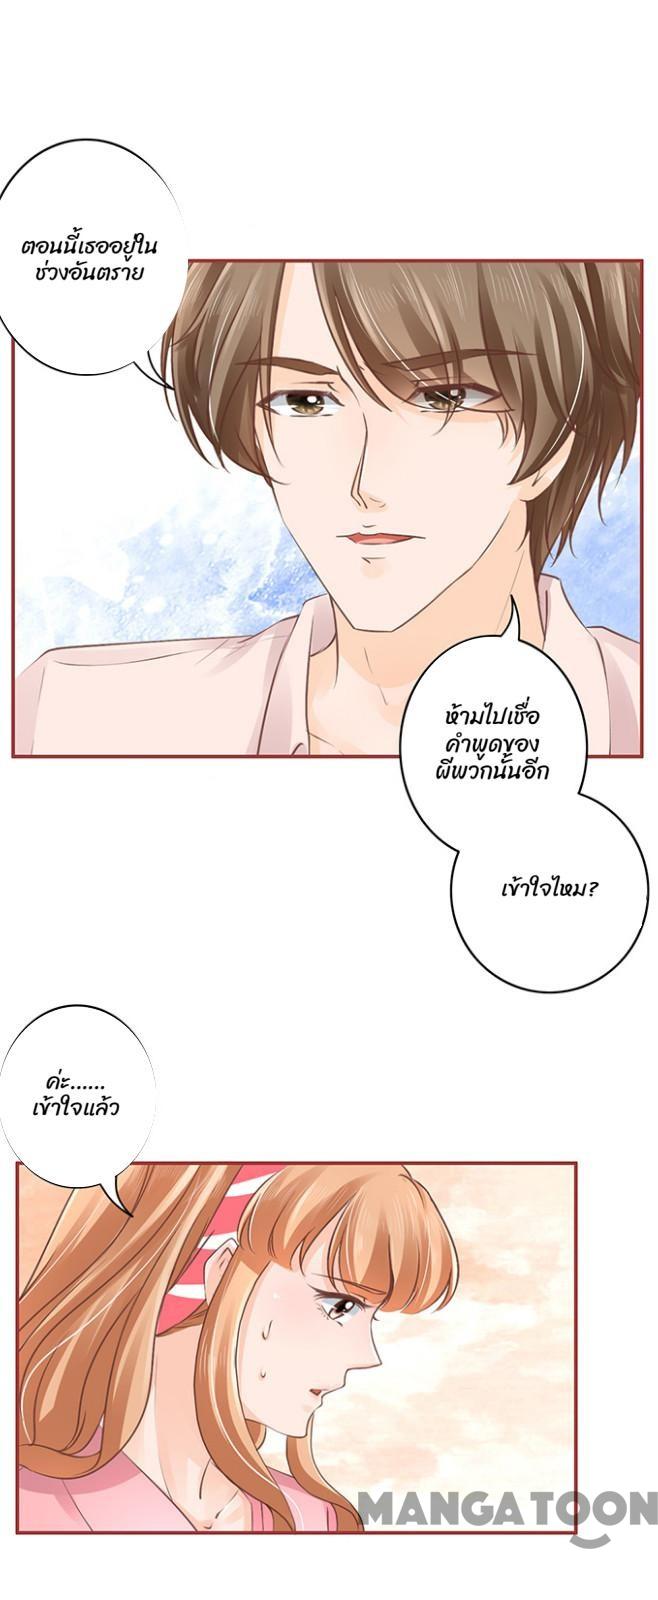 ตอนนี้เธออยู่ใน
ช่วงอันตราย
ห้ามไปเชื่อ
คำพูดของ
ผีพวกนั้นอีก
เข้าใจไหม?
ค่ะ......
เข้าใจแล้ว
MANGATOON